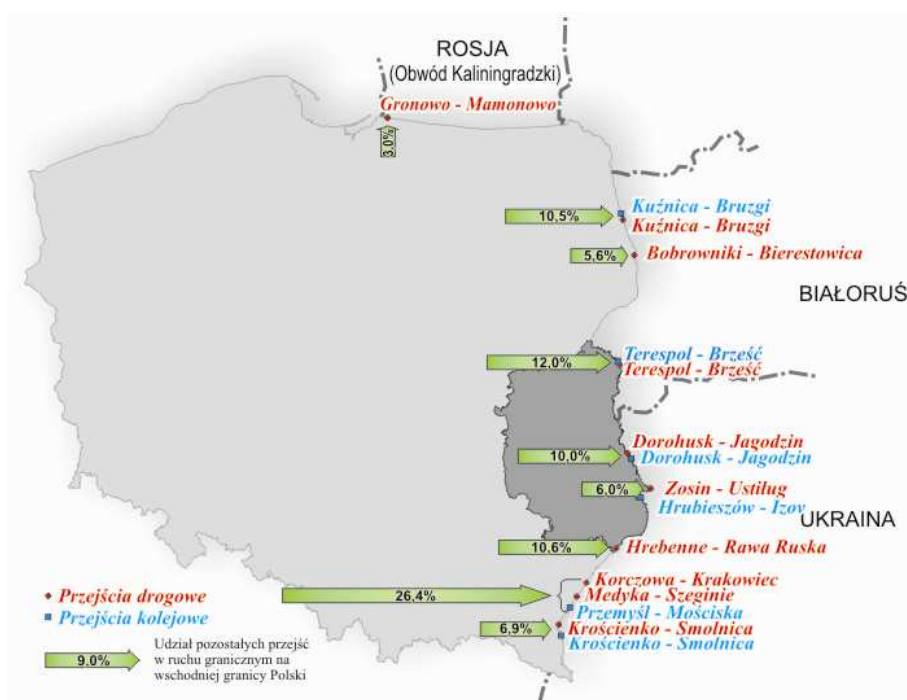 ROSJA
(Obwód Kaliningradzki)
Gronowo - Mamonowo
3.0%
Kuźnica - Bruzgi
10,5%
Kuźnica - Bruzgi
5,6%
Bobrowniki - Bierestowica
BIAŁORUŚ
Terespol - Brześć
12,0%
Terespol - Brześć
Dorohusk - Jagodzin
10.0%
Dorohusk - Jagodzin
6.0%
Zosin - Ustiług
Hrubieszów - Izov
UKRAINA
10.6%
Hrebenne - Rawa Ruska
Korczowa - Krakowiec
26,4%
Medyka - Szeginie
Przemyśl - Mościska
6,9%
Krościenko - Smolnica
Krościenko - Smolnica
Przejścia drogowe
Przejścia kolejowe
9.0%
Udział pozostałych przejść
w ruchu granicznym na
wschodniej granicy Polski